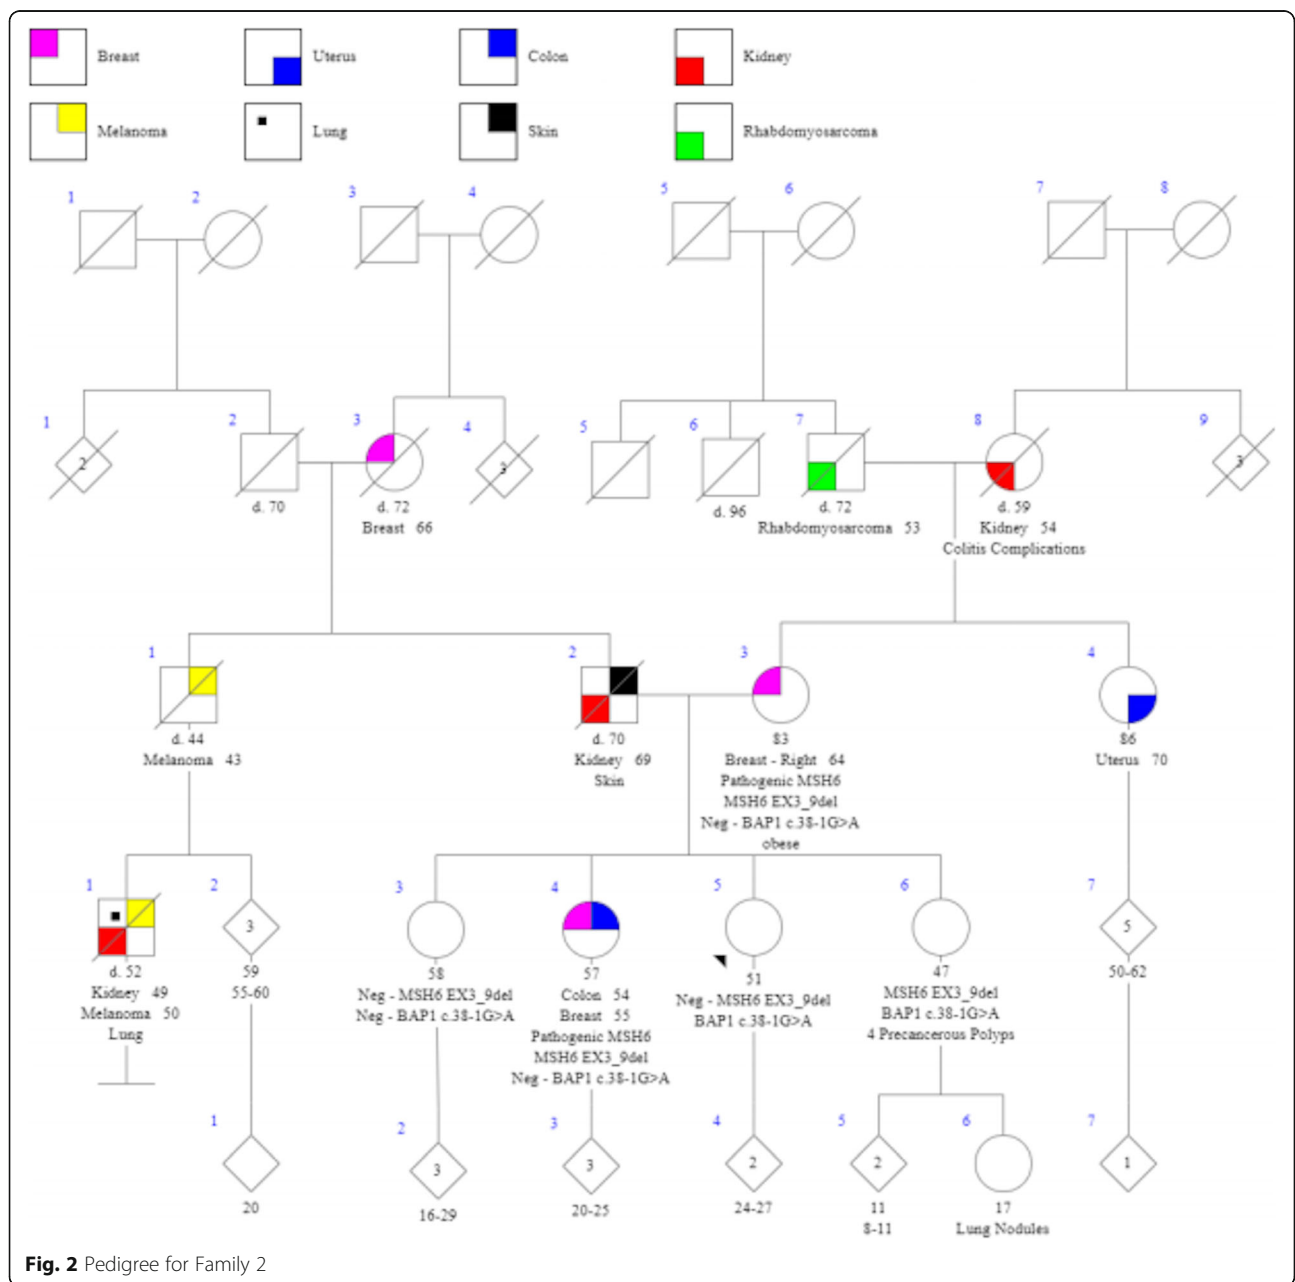 Breast Uterus Colon Kidney
Melanoma Lung Skin Rhabdomyosarcoma
1 2 3 4 5 6 7 8
1 2 3 4 5 6 7 8 9
2 3 3
d. 70 d. 72 d. 96 d. 72 d. 59
Breast 66 Rhabdomyosarcoma 53 Kidney 54
Colitis Complications
1 2 3 4
d. 44 d. 70 83 86
Melanoma 43 Kidney 69 Breast - Right 64 Uterus 70
Skin Pathogenic MSH6
MSH6 EX3_9del
Neg - BAP1 c.38-1G>A
obese
1 2 3 4 5 6 7
3 5
d. 52 59 58 57 51 47 50-62
Kidney 49 55-60 Neg - MSH6 EX3_9del Colon 54 Neg - MSH6 EX3_9del MSH6 EX3_9del
Melanoma 50 Neg - BAP1 c.38-1G>A Breast 55 BAP1 c.38-1G>A BAP1 c.38-1G>A
Lung Pathogenic MSH6 4 Precancerous Polyps
MSH6 EX3_9del
Neg - BAP1 c.38-1G>A
1 2 3 4 5 6 7
3 3 2 2 1
20 16-29 20-25 24-27 11 17
8-11 Lung Nodules
Fig. 2 Pedigree for Family 2